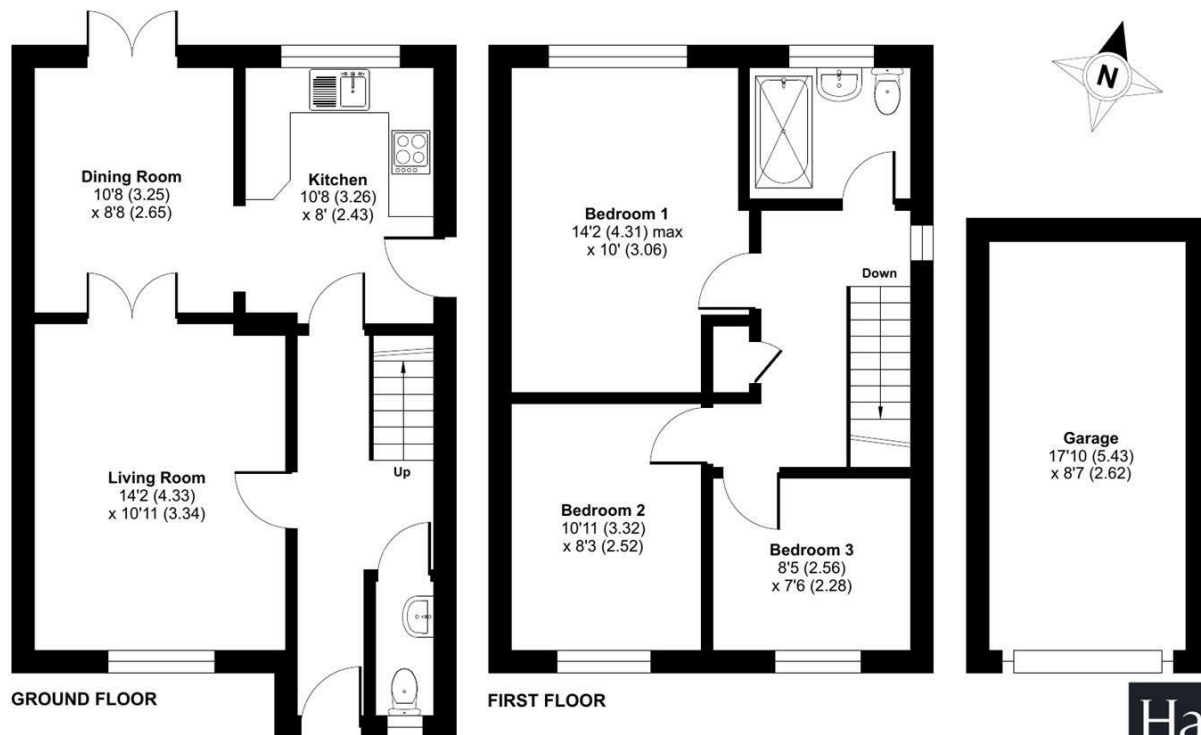 N
Dining Room
10'8 (3.25)
x 8'8 (2.65)
Kitchen
10'8 (3.26)
x 8' (2.43)
Living Room
14'2 (4.33)
x 10'11 (3.34)
Up
GROUND FLOOR
Bedroom 1
14'2 (4.31) max
x 10' (3.06)
Down
Bedroom 2
10'11 (3.32)
x 8'3 (2.52)
Bedroom 3
8'5 (2.56)
x 7'6 (2.28)
FIRST FLOOR
Garage
17'10 (5.43)
x 8'7 (2.62)
Ha